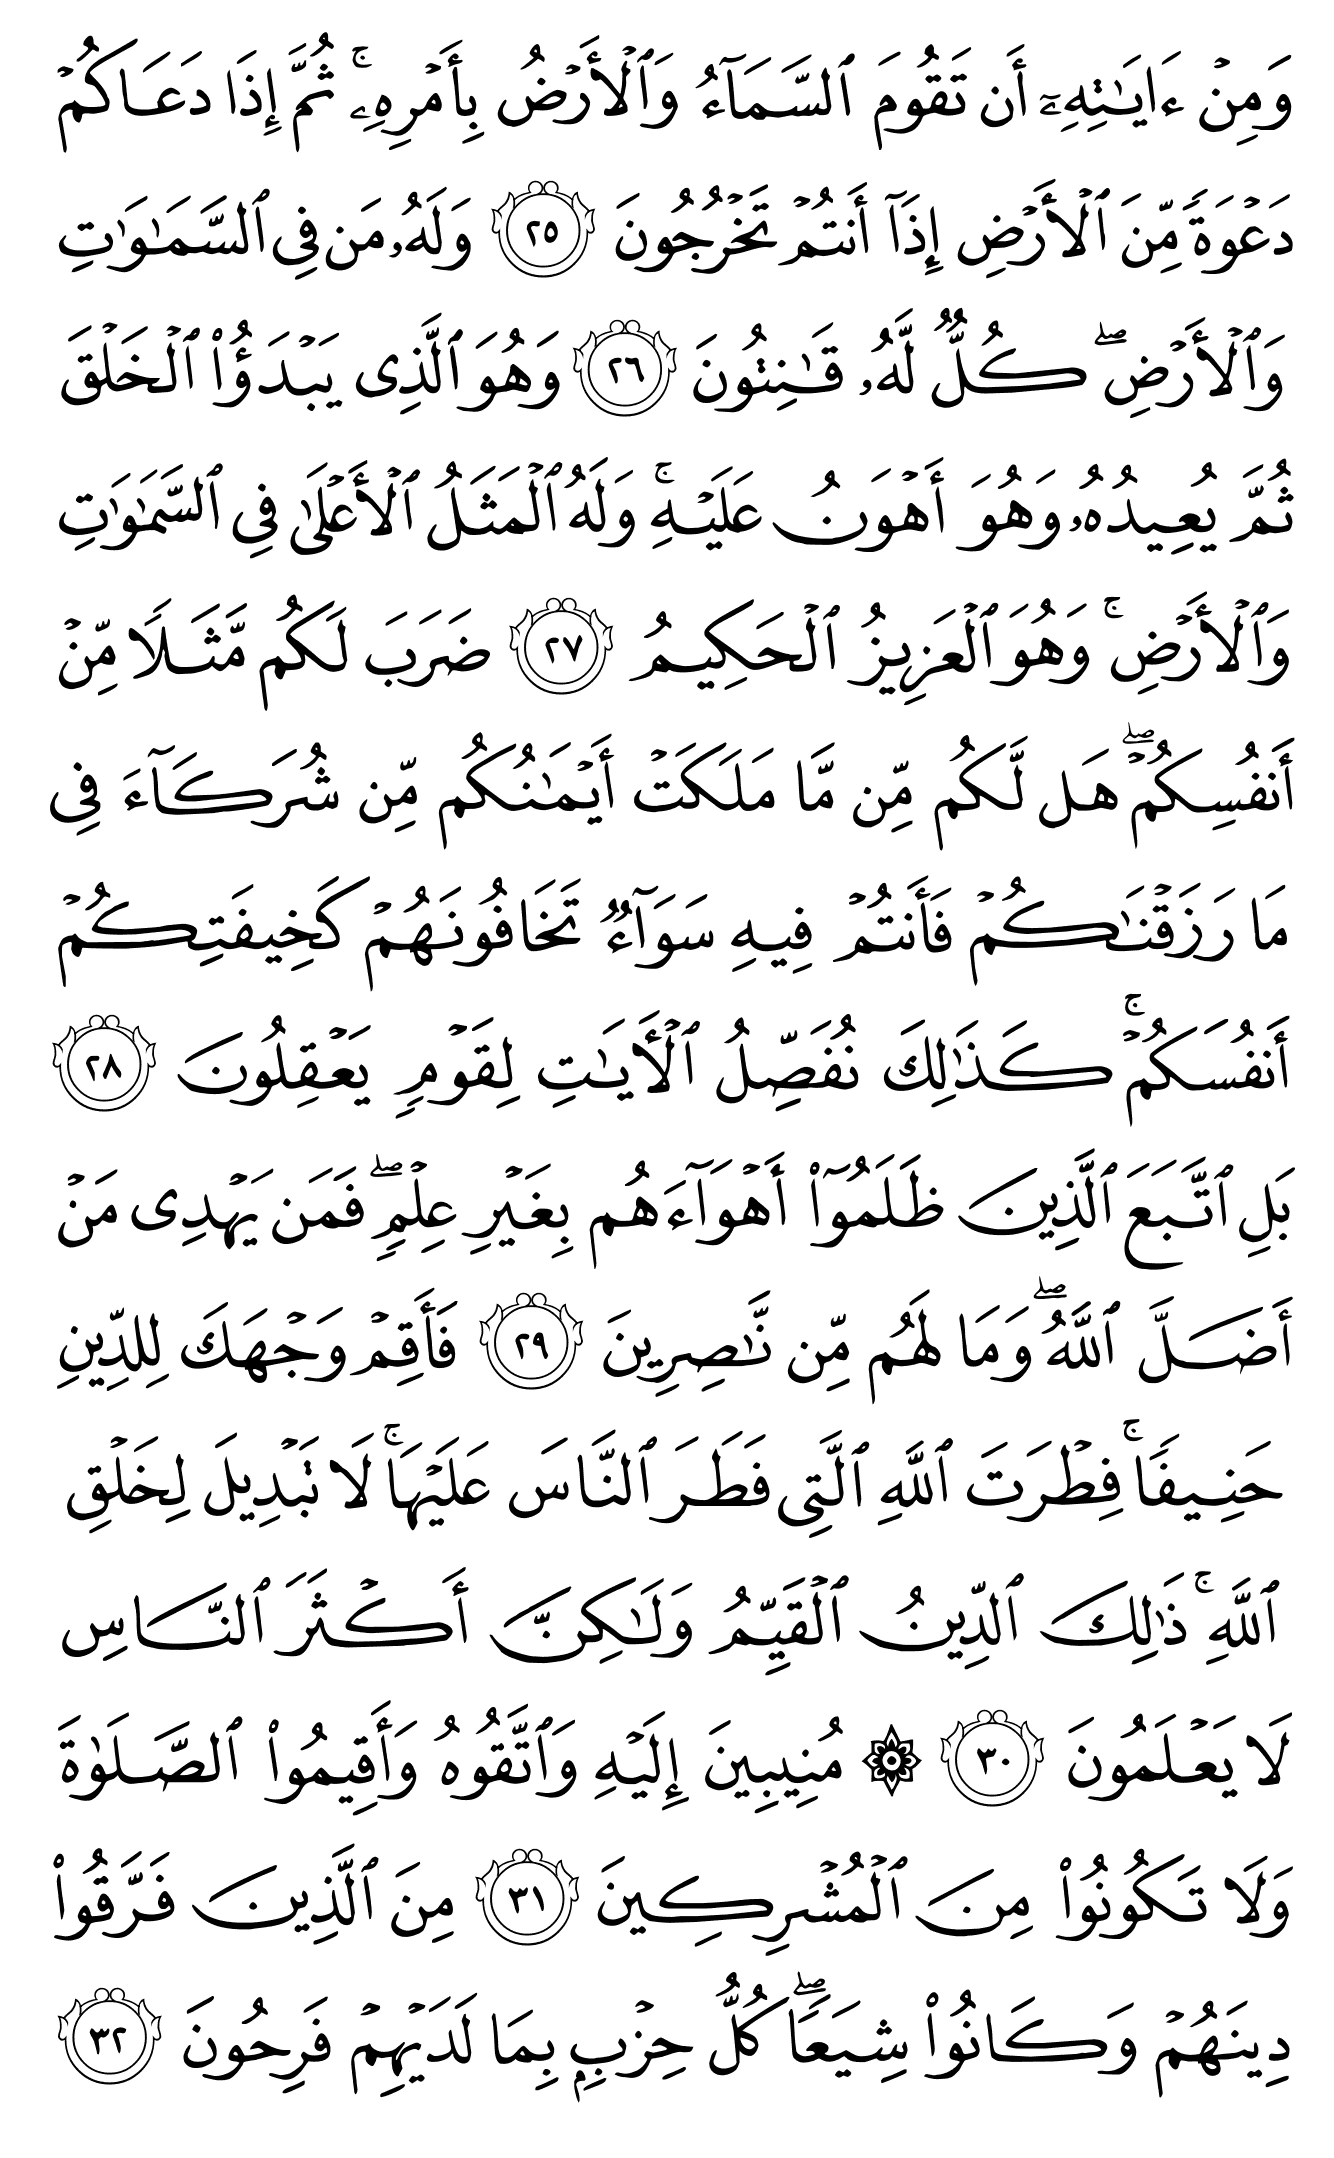 وَمِنْ ءَايَـٰتِهِۦٓ أَن تَقُومَ ٱلسَّمَآءُ وَٱلْأَرْضُ بِأَمْرِهِۦ ۚ ثُمَّ إِذَا دَعَاكُمْ
دَعْوَةً مِّنَ ٱلْأَرْضِ إِذَآ أَنتُمْ تَخْرُجُونَ ٢٥ وَلَهُۥ مَن فِى ٱلسَّمَـٰوَٰتِ
وَٱلْأَرْضِ ۖ كُلٌّ لَّهُۥ قَـٰنِتُونَ ٢٦ وَهُوَ ٱلَّذِى يَبْدَؤُا۟ ٱلْخَلْقَ
ثُمَّ يُعِيدُهُۥ وَهُوَ أَهْوَنُ عَلَيْهِ ۚ وَلَهُ ٱلْمَثَلُ ٱلْأَعْلَىٰ فِى ٱلسَّمَـٰوَٰتِ
وَٱلْأَرْضِ ۚ وَهُوَ ٱلْعَزِيزُ ٱلْحَكِيمُ ٢٧ ضَرَبَ لَكُم مَّثَلًا مِّنْ
أَنفُسِكُمْ ۖ هَل لَّكُم مِّن مَّا مَلَكَتْ أَيْمَـٰنُكُم مِّن شُرَكَآءَ فِى
مَا رَزَقْنَـٰكُمْ فَأَنتُمْ فِيهِ سَوَآءٌ تَخَافُونَهُمْ كَخِيفَتِكُمْ
أَنفُسَكُمْ ۚ كَذَٰلِكَ نُفَصِّلُ ٱلْـَٔايَـٰتِ لِقَوْمٍ يَعْقِلُونَ ٢٨
بَلِ ٱتَّبَعَ ٱلَّذِينَ ظَلَمُوٓا۟ أَهْوَآءَهُم بِغَيْرِ عِلْمٍ ۖ فَمَن يَهْدِى مَنْ
أَضَلَّ ٱللَّهُ ۖ وَمَا لَهُم مِّن نَّـٰصِرِينَ ٢٩ فَأَقِمْ وَجْهَكَ لِلدِّينِ
حَنِيفًا ۚ فِطْرَتَ ٱللَّهِ ٱلَّتِى فَطَرَ ٱلنَّاسَ عَلَيْهَا ۚ لَا تَبْدِيلَ لِخَلْقِ
ٱللَّهِ ۚ ذَٰلِكَ ٱلدِّينُ ٱلْقَيِّمُ وَلَـٰكِنَّ أَكْثَرَ ٱلنَّاسِ
لَا يَعْلَمُونَ ٣٠ ۞ مُنِيبِينَ إِلَيْهِ وَٱتَّقُوهُ وَأَقِيمُوا۟ ٱلصَّلَوٰةَ
وَلَا تَكُونُوا۟ مِنَ ٱلْمُشْرِكِينَ ٣١ مِنَ ٱلَّذِينَ فَرَّقُوا۟
دِينَهُمْ وَكَانُوا۟ شِيَعًا ۖ كُلُّ حِزْبٍۭ بِمَا لَدَيْهِمْ فَرِحُونَ ٣٢